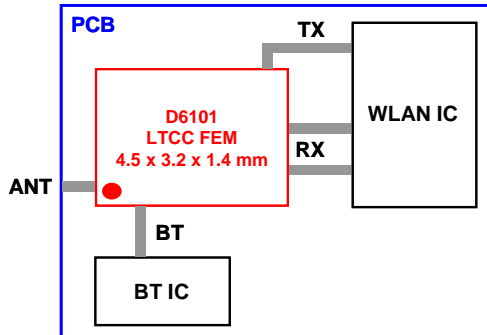 PCB
TX
D6101
LTCC FEM
4.5 x 3.2 x 1.4 mm
WLAN IC
RX
ANT
BT
BT IC